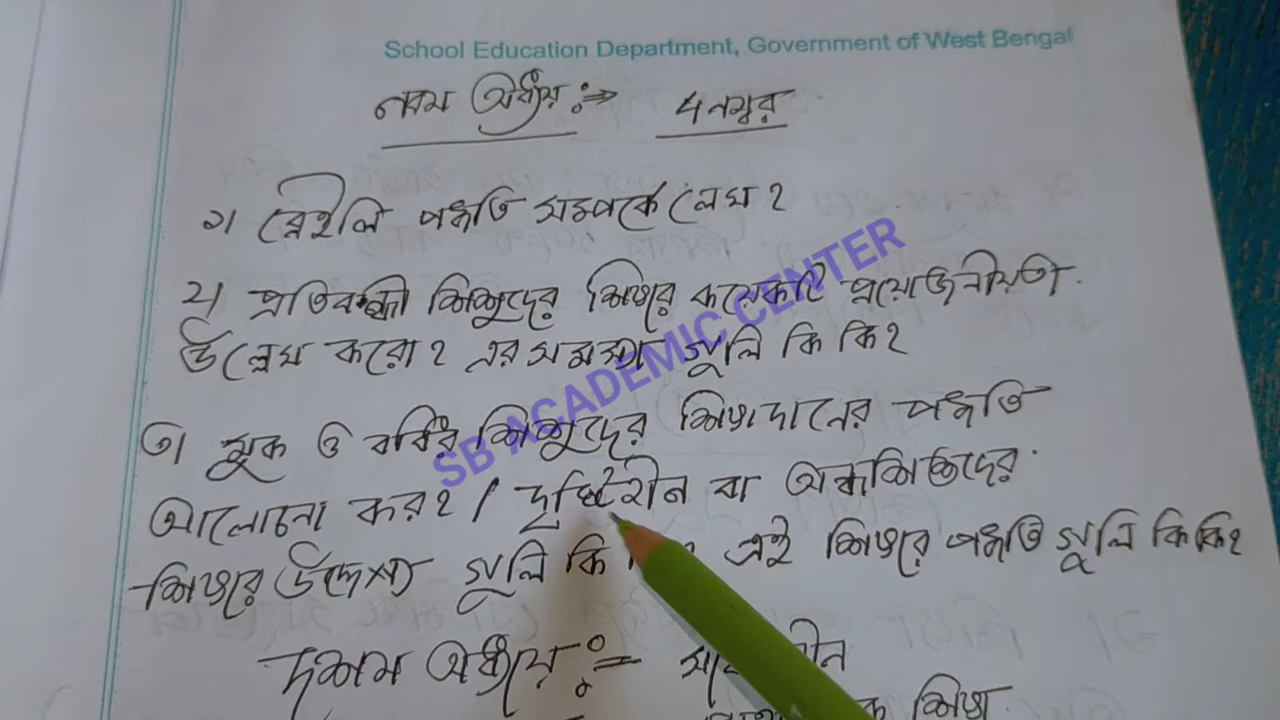 School Education Department, Government of West Bengal
নবম অধ্যায় :⇒ 4 নম্বর
১। ব্রেইলি পদ্ধতি সম্পর্কে লেখ?
২। প্রতিবন্ধী শিশুদের শিক্ষার কয়েকটি প্রয়োজনীয়তা
উল্লেখ করো? এর সমস্যা গুলি কি কি?
৩। মূক ও বধির শিশুদের শিক্ষাদানের পদ্ধতি
আলোচনা কর? / দৃষ্টিহীন বা অন্ধশিশুদের
শিক্ষার উদ্দেশ্য গুলি কি এই শিক্ষার পদ্ধতি গুলি কি কি?
দশম অধ্যায় :=
শিক্ষা
SB ACADEMIC CENTER